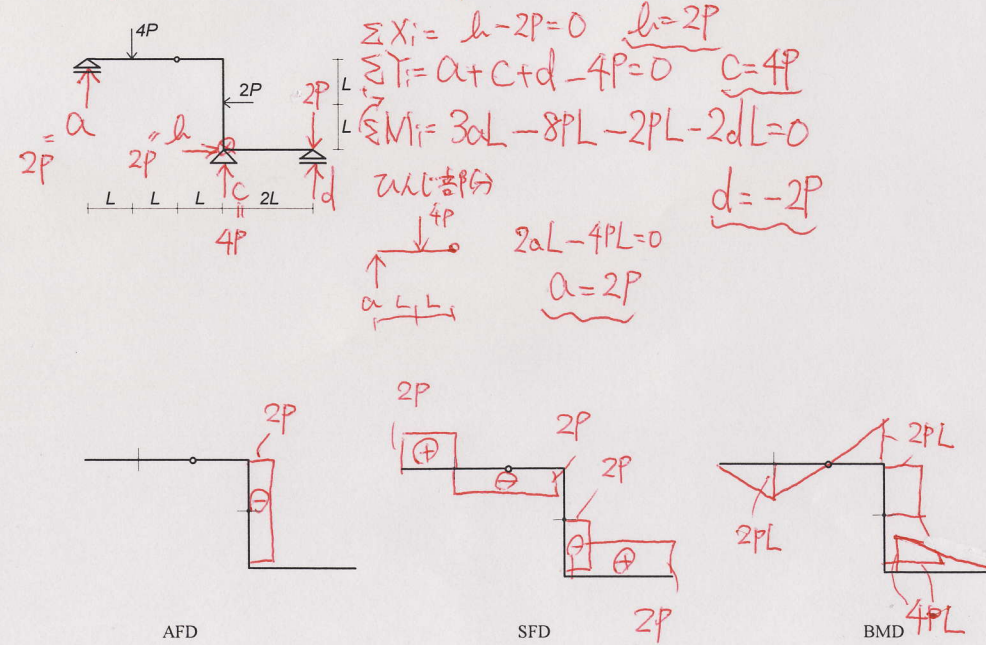 4P
ΣXi = h − 2P = 0 h = 2P
ΣYi = a + c + d − 4P = 0 c = 4P
ΣMi = 3aL − 8PL − 2PL − 2dL = 0
d = −2P
a
=
2P
2P
=
h
2P
2P
L
L
c
=
4P
d
L L L 2L
ひんじ部分
4P
a L L
2aL − 4PL = 0
a = 2P
2P
⊖
AFD
2P
⊕
2P
⊖
2P
⊖
⊕
2P
SFD
2PL
2PL
2PL
4PL
BMD